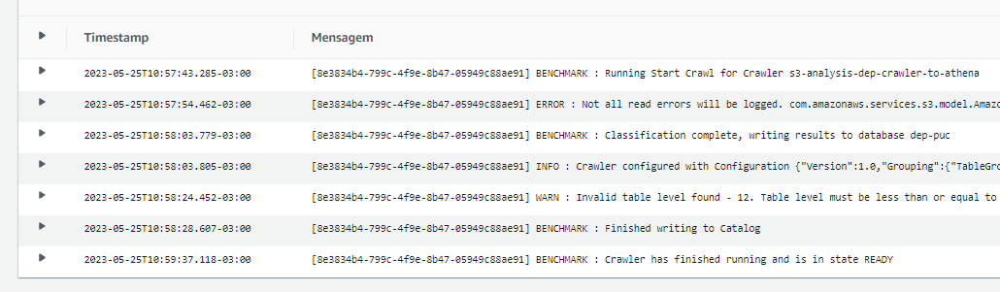 Timestamp Mensagem
2023-05-25T10:57:43.285-03:00 [8e3834b4-799c-4f9e-8b47-05949c88ae91] BENCHMARK : Running Start Crawl for Crawler s3-analysis-dep-crawler-to-athena
2023-05-25T10:57:54.462-03:00 [8e3834b4-799c-4f9e-8b47-05949c88ae91] ERROR : Not all read errors will be logged. com.amazonaws.services.s3.model.Amazo
2023-05-25T10:58:03.779-03:00 [8e3834b4-799c-4f9e-8b47-05949c88ae91] BENCHMARK : Classification complete, writing results to database dep-puc
2023-05-25T10:58:03.805-03:00 [8e3834b4-799c-4f9e-8b47-05949c88ae91] INFO : Crawler configured with Configuration {"Version":1.0,"Grouping":{"TableGro
2023-05-25T10:58:24.452-03:00 [8e3834b4-799c-4f9e-8b47-05949c88ae91] WARN : Invalid table level found - 12. Table level must be less than or equal to
2023-05-25T10:58:28.607-03:00 [8e3834b4-799c-4f9e-8b47-05949c88ae91] BENCHMARK : Finished writing to Catalog
2023-05-25T10:59:37.118-03:00 [8e3834b4-799c-4f9e-8b47-05949c88ae91] BENCHMARK : Crawler has finished running and is in state READY